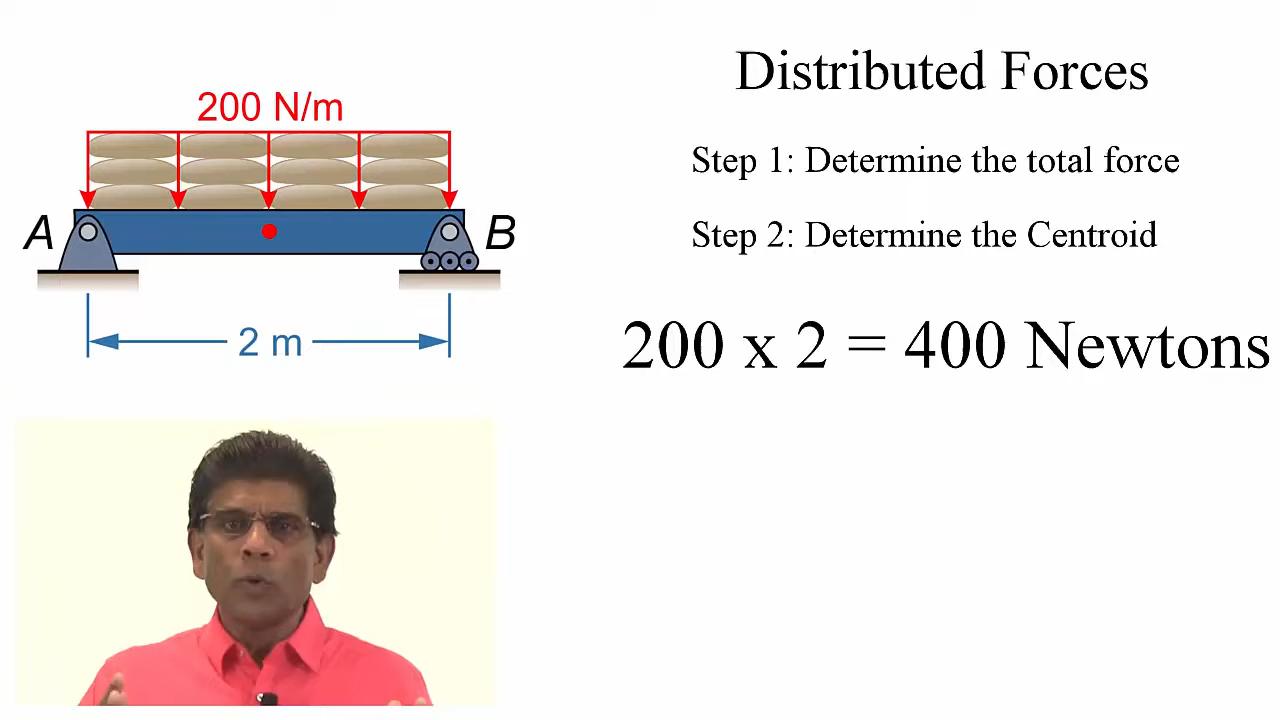 Distributed Forces
200 N/m
Step 1: Determine the total force
A
B
Step 2: Determine the Centroid
2 m
200 x 2 = 400 Newtons